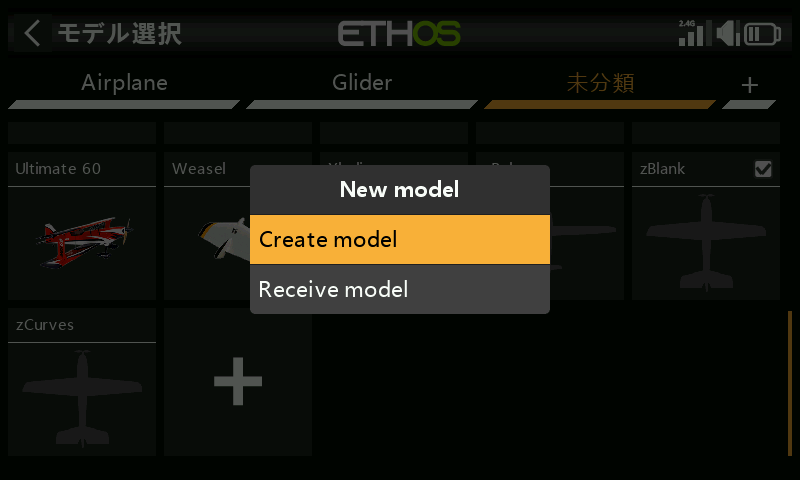 モデル選択
ETHOS
2.4G
Airplane
Glider
未分類
+
Ultimate 60
Weasel
zBlank
New model
Create model
Receive model
zCurves